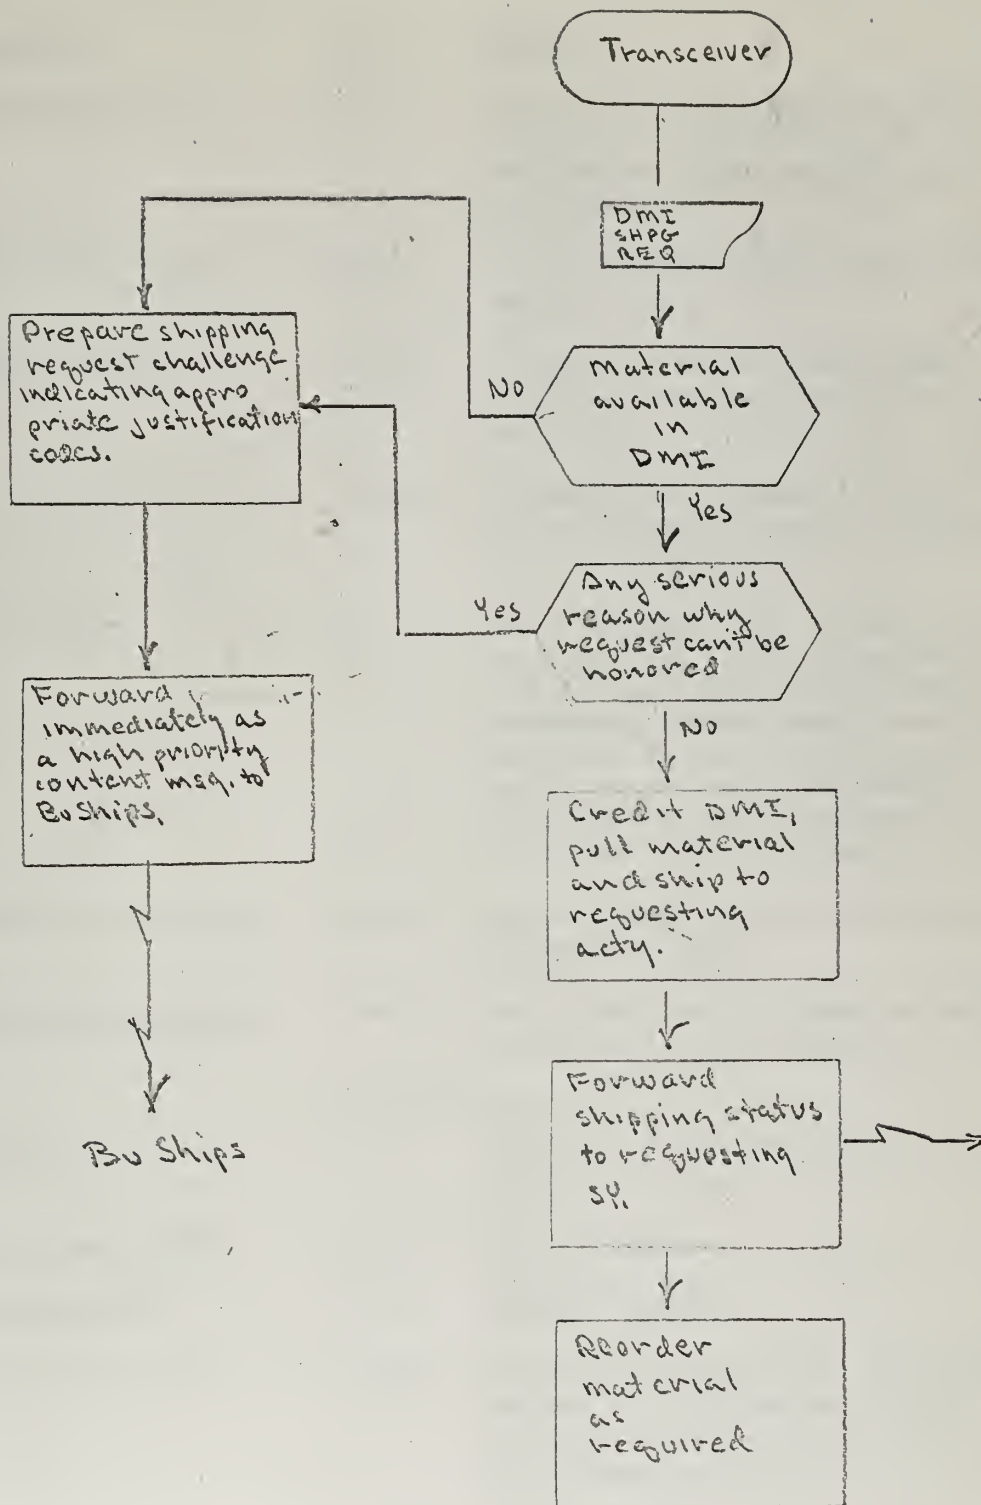 Transceiver
DMI
SHPG
REQ
Material
available
in
DMI
No
Yes
Prepare shipping
request challenge
indicating appro
priate justification
codes.
Any serious
reason why
request can't be
honored
Yes
No
Forward
immediately as
a high priority
content msg. to
BuShips.
Credit DMI,
pull material
and ship to
requesting
acty.
Forward
shipping status
to requesting
SY.
Bu Ships
Reorder
material
as
required